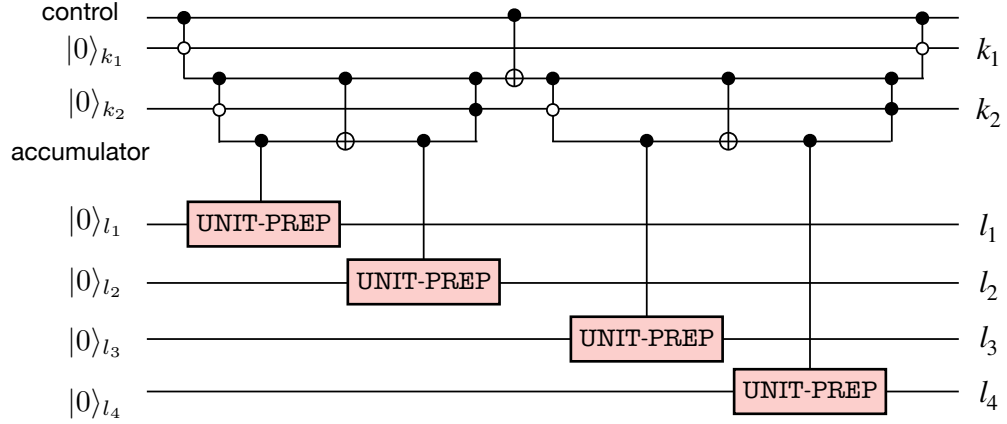 control
|0⟩k₁ k₁
|0⟩k₂ k₂
accumulator
|0⟩l₁ UNIT-PREP l₁
|0⟩l₂ UNIT-PREP l₂
|0⟩l₃ UNIT-PREP l₃
|0⟩l₄ UNIT-PREP l₄